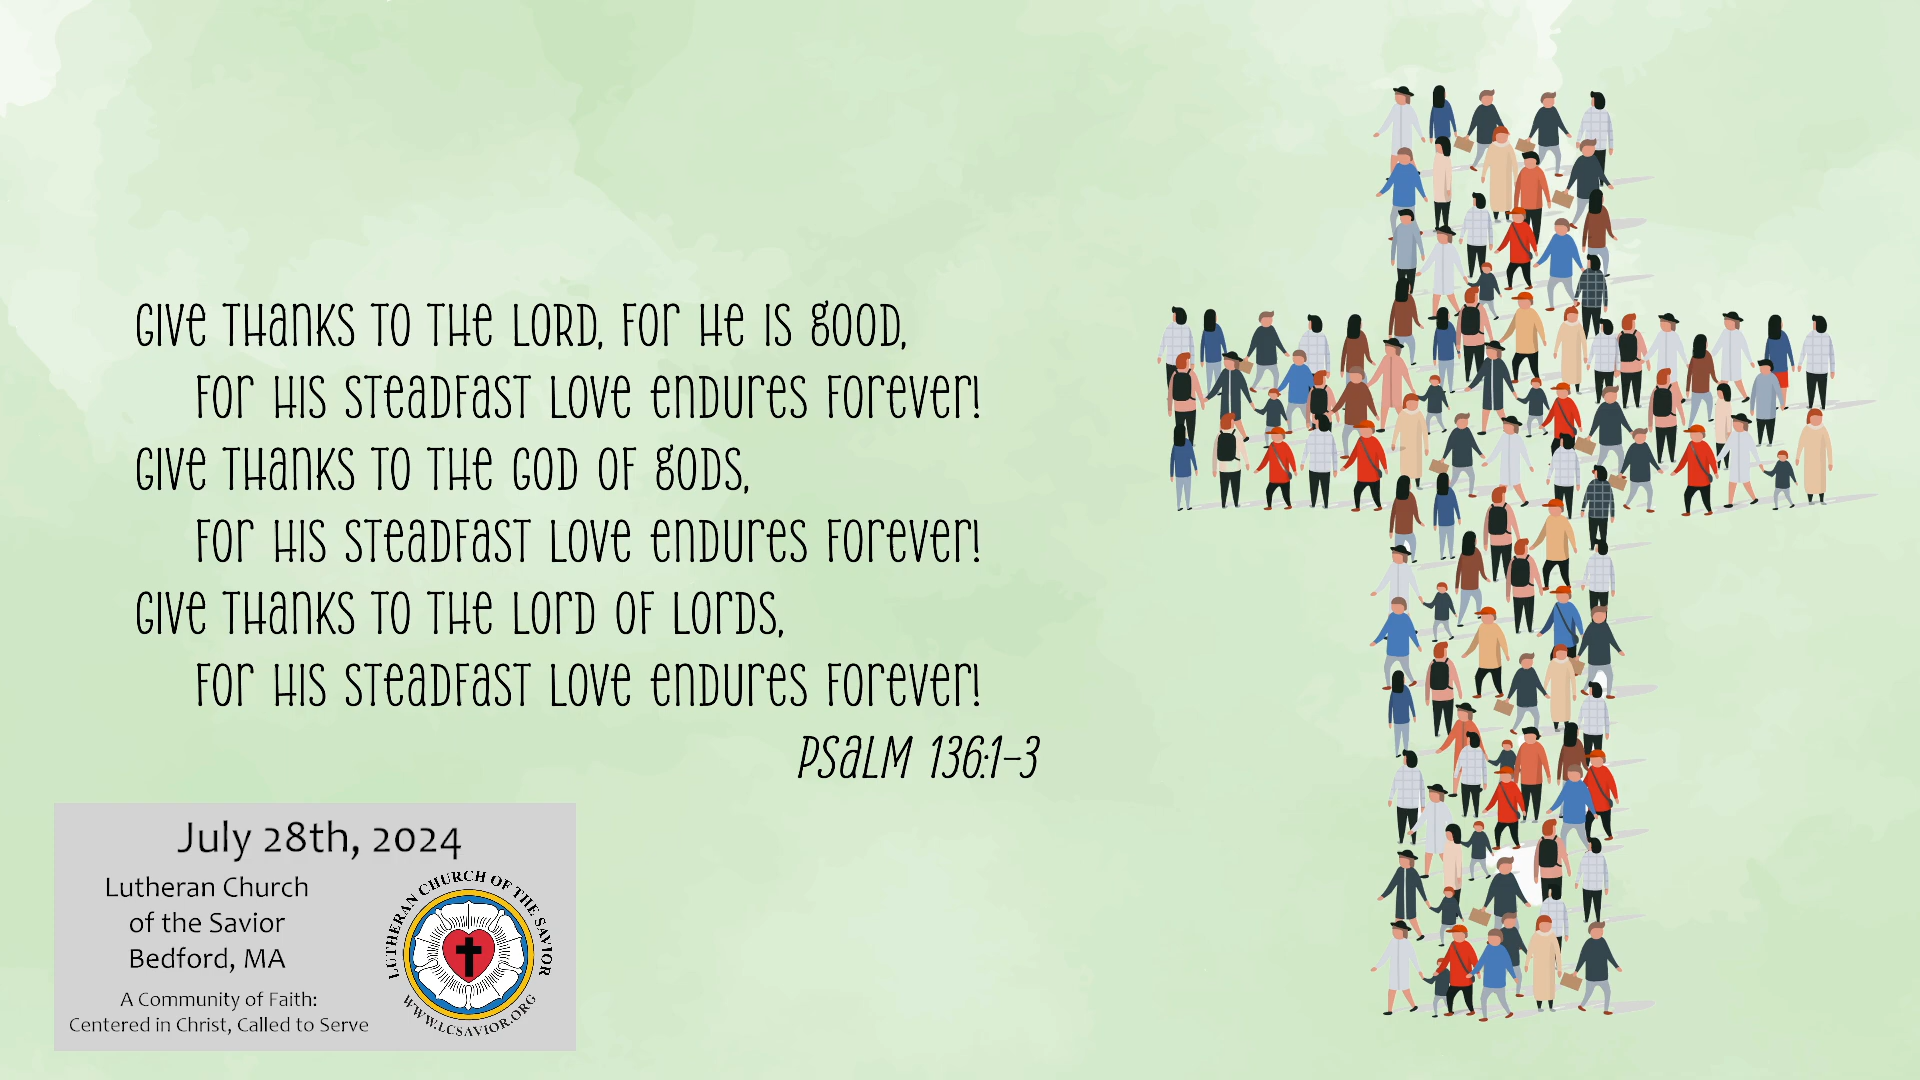 Give thanks to the LORD, for he is good,
for his steadfast love endures forever!
Give thanks to the God of gods,
for his steadfast love endures forever!
Give thanks to the Lord of lords,
for his steadfast love endures forever!
Psalm 136:1-3
July 28th, 2024
Lutheran Church
of the Savior
Bedford, MA
A Community of Faith:
Centered in Christ, Called to Serve
LUTHERAN CHURCH OF THE SAVIOR
WWW.LCSAVIOR.ORG